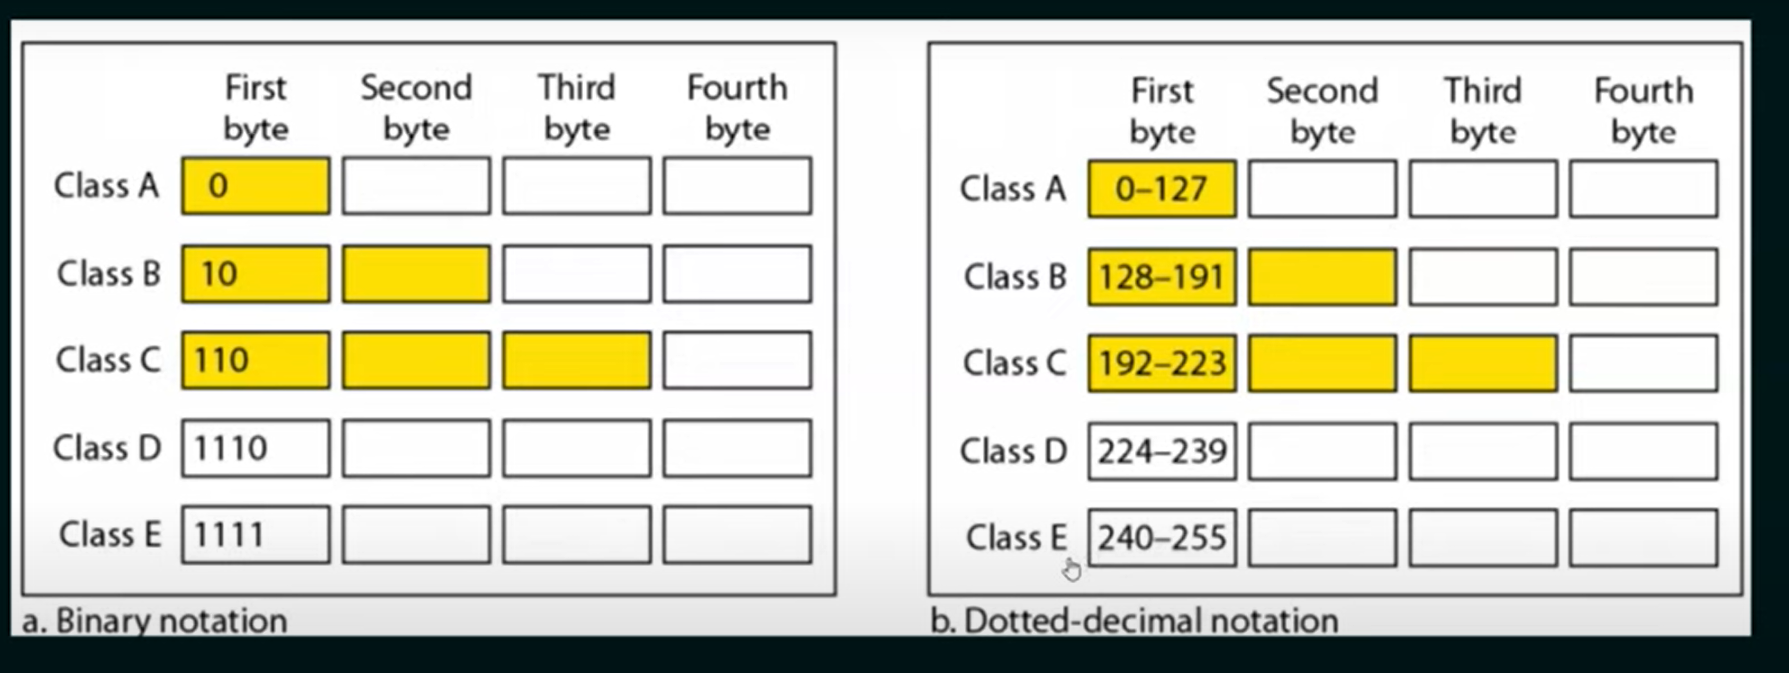 First Second Third Fourth
byte byte byte byte
Class A 0
Class B 10
Class C 110
Class D 1110
Class E 1111
a. Binary notation
First Second Third Fourth
byte byte byte byte
Class A 0–127
Class B 128–191
Class C 192–223
Class D 224–239
Class E 240–255
b. Dotted-decimal notation